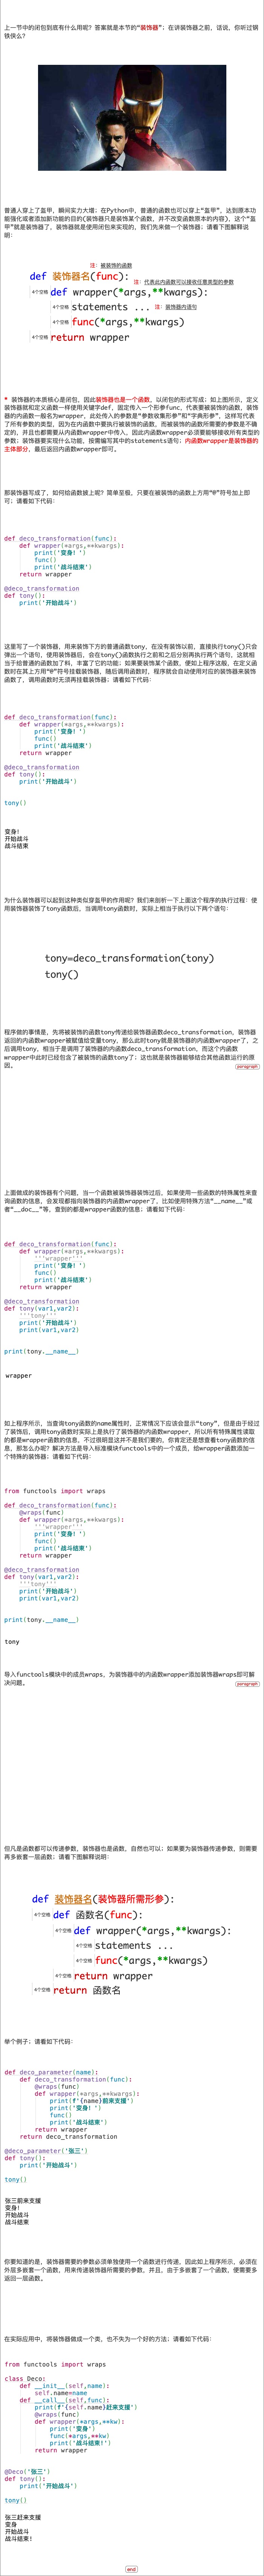 上一节中的闭包到底有什么用呢？答案就是本节的“装饰器”；在讲装饰器之前，话说，你听过钢
铁侠么？
普通人穿上了盔甲，瞬间实力大增；在Python中，普通的函数也可以穿上“盔甲”，达到原本功
能强化或者添加新功能的目的(装饰器只是装饰某个函数，并不改变函数原本的内容)，这个“盔
甲”就是装饰器了，装饰器就是使用闭包来实现的，我们先来做一个装饰器；请看下图解释说
明：
注：被装饰的函数
def 装饰器名(func):
注：代表此内函数可以接收任意类型的参数
4个空格 def wrapper(*args,**kwargs):
4个空格 statements ... 注：装饰器内语句
4个空格 func(*args,**kwargs)
4个空格 return wrapper
* 装饰器的本质核心是闭包，因此装饰器也是一个函数，以闭包的形式写成；如上图所示，定义
装饰器就和定义函数一样使用关键字def，固定传入一个形参func，代表要被装饰的函数，装饰
器的内函数一般名为wrapper，此处传入的参数是“参数收集形参”和“字典形参”，这样写代表
了所有参数的类型，因为在内函数中要执行被装饰的函数，而被装饰的函数所需要的参数是不确
定的，并且也都需要从内函数wrapper中传入，因此内函数wrapper必须要能够接收所有类型的
参数；装饰器要实现什么功能，按需编写其中的statements语句；内函数wrapper是装饰器的
主体部分，最后返回内函数wrapper即可。
那装饰器写成了，如何给函数披上呢？简单至极，只要在被装饰的函数上方用“@”符号加上即
可；请看以下代码：
def deco_transformation(func):
def wrapper(*args,**kwargs):
print('变身！')
func()
print('战斗结束')
return wrapper
@deco_transformation
def tony():
print('开始战斗')
这里写了一个装饰器，用来装饰下方的普通函数tony，在没有装饰以前，直接执行tony()只会
弹出一个语句，使用装饰器后，会在tony()函数执行之前和之后分别再执行两个语句，这就相
当于给普通的函数加了料，丰富了它的功能；如果要装饰某个函数，便如上程序这般，在定义函
数时在其上方用“@”符号挂载装饰器，随后调用函数时，程序就会自动使用对应的装饰器来装饰
函数了，调用函数时无须再挂载装饰器；请看如下代码：
def deco_transformation(func):
def wrapper(*args,**kwargs):
print('变身！')
func()
print('战斗结束')
return wrapper
@deco_transformation
def tony():
print('开始战斗')
tony()
变身！
开始战斗
战斗结束
为什么装饰器可以起到这种类似穿盔甲的作用呢？我们来剖析一下上面这个程序的执行过程：使
用装饰器装饰了tony函数后，当调用tony函数时，实际上相当于执行以下两个语句：
tony=deco_transformation(tony)
tony()
程序做的事情是，先将被装饰的函数tony传递给装饰器函数deco_transformation，装饰器
返回的内函数wrapper被赋值给变量tony，那么此时tony就是装饰器的内函数wrapper了，之
后调用tony，相当于是调用了装饰器的内函数deco_transformation，而这个内函数
wrapper中此时已经包含了被装饰的函数tony了；这也就是装饰器能够结合其他函数运行的原
因。
paragraph
上面做成的装饰器有个问题，当一个函数被装饰器装饰过后，如果使用一些函数的特殊属性来查
询函数的信息，会发现都指向装饰器的内函数wrapper了，比如使用特殊方法“__name__”或
者“__doc__”等，查到的都是wrapper函数的信息；请看如下代码：
def deco_transformation(func):
def wrapper(*args,**kwargs):
'''wrapper'''
print('变身！')
func()
print('战斗结束')
return wrapper
@deco_transformation
def tony(var1,var2):
'''tony'''
print('开始战斗')
print(var1,var2)
print(tony.__name__)
wrapper
如上程序所示，当查询tony函数的name属性时，正常情况下应该会显示“tony”，但是由于经过
了装饰后，调用tony函数时实际上是执行了装饰器的内函数wrapper，所以所有特殊属性读取
的都是wrapper函数的信息，不过很明显这并不是我们要的，你肯定还是想查看tony函数的信
息，那怎么办呢？解决方法是导入标准模块functools中的一个成员，给wrapper函数添加一
个特殊的装饰器；请看如下代码：
from functools import wraps
def deco_transformation(func):
@wraps(func)
def wrapper(*args,**kwargs):
'''wrapper'''
print('变身！')
func()
print('战斗结束')
return wrapper
@deco_transformation
def tony(var1,var2):
'''tony'''
print('开始战斗')
print(var1,var2)
print(tony.__name__)
tony
导入functools模块中的成员wraps，为装饰器中的内函数wrapper添加装饰器wraps即可解
决问题。
paragraph
但凡是函数都可以传递参数，装饰器也是函数，自然也可以；如果要为装饰器传递参数，则需要
再多嵌套一层函数；请看下图解释说明：
def 装饰器名(装饰器所需形参):
4个空格 def 函数名(func):
4个空格 def wrapper(*args,**kwargs):
4个空格 statements ...
4个空格 func(*args,**kwargs)
4个空格 return wrapper
4个空格 return 函数名
举个例子；请看如下代码：
def deco_parameter(name):
def deco_transformation(func):
@wraps(func)
def wrapper(*args,**kwargs):
print(f'{name}前来支援')
print('变身！')
func()
print('战斗结束')
return wrapper
return deco_transformation
@deco_parameter('张三')
def tony():
print('开始战斗')
tony()
张三前来支援
变身！
开始战斗
战斗结束
你要知道的是，装饰器需要的参数必须单独使用一个函数进行传递，因此如上程序所示，必须在
外层多嵌套一个函数，用来传递装饰器所需要的参数，并且，由于多嵌套了一个函数，便需要多
返回一层函数。
在实际应用中，将装饰器做成一个类，也不失为一个好的方法；请看如下代码：
from functools import wraps
class Deco:
def __init__(self,name):
self.name=name
def __call__(self,func):
print(f'{self.name}赶来支援')
@wraps(func)
def wrapper(*args,**kw):
print('变身')
func(*args,**kw)
print('战斗结束!')
return wrapper
@Deco('张三')
def tony():
print('开始战斗')
tony()
张三赶来支援
变身
开始战斗
战斗结束!
end